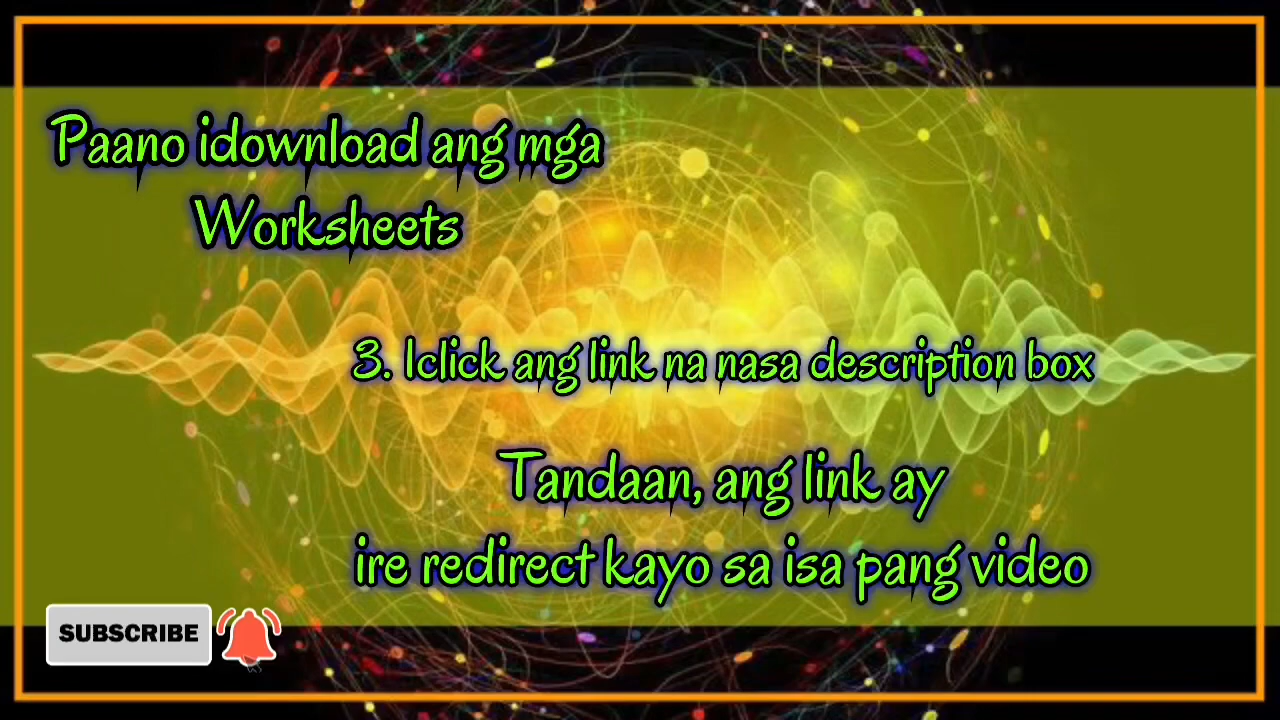 Paano idownload ang mga
Worksheets
3. Iclick ang link na nasa description box
Tandaan, ang link ay
ire redirect kayo sa isa pang video
SUBSCRIBE